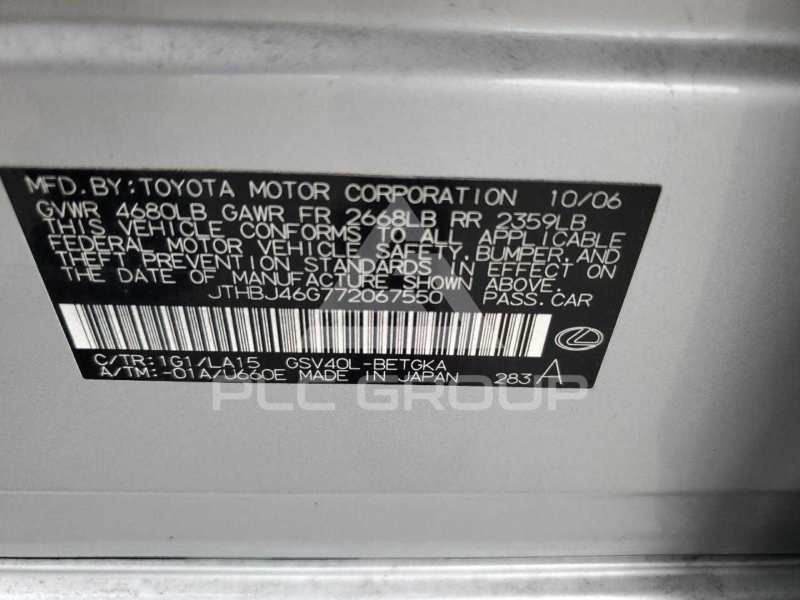 MFD. BY: TOYOTA MOTOR CORPORATION 10/06
GVWR 4680LB GAWR FR 2668LB RR 2359LB
THIS VEHICLE CONFORMS TO ALL APPLICABLE
FEDERAL MOTOR VEHICLE SAFETY, BUMPER, AND
THEFT PREVENTION STANDARDS IN EFFECT ON
THE DATE OF MANUFACTURE SHOWN ABOVE.
JTHBJ46G772067550 PASS. CAR
C/TR: 1G1/LA15 GSV40L-BETGKA
A/TM: -01A/U660E MADE IN JAPAN 283 A
PLC GROUP